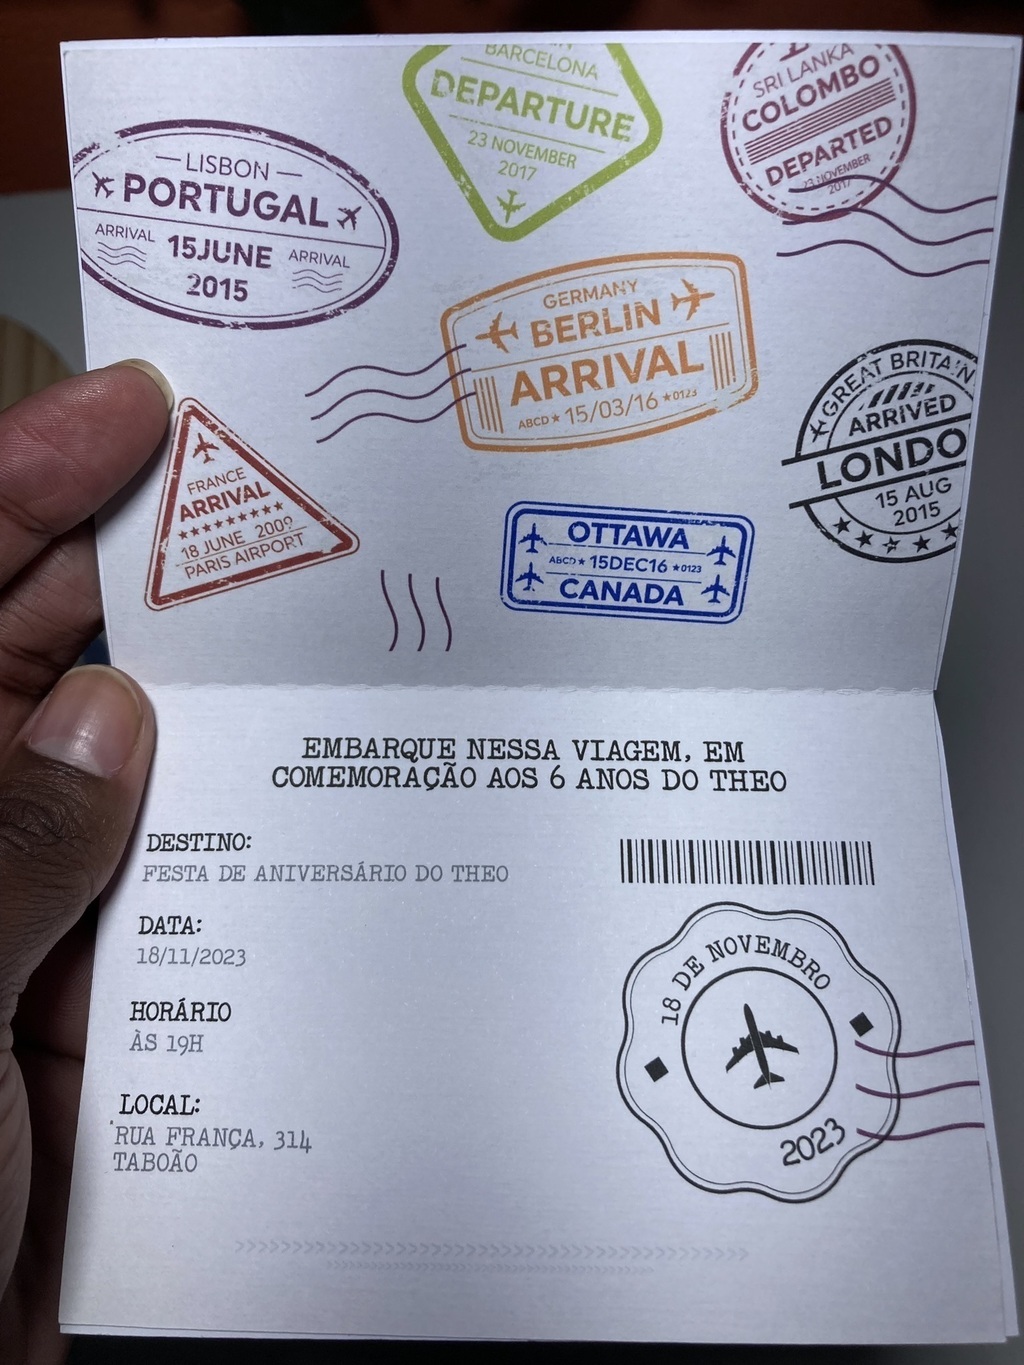 BARCELONA
DEPARTURE
23 NOVEMBER
2017
SRI LANKA
COLOMBO
DEPARTED
23 NOVEMBER
2017
— LISBON —
PORTUGAL
ARRIVAL 15JUNE ARRIVAL
2015
GERMANY
BERLIN
ARRIVAL
ABCD ★ 15/03/16 ★0123
GREAT BRITAIN
ARRIVED
LONDO
15 AUG
2015
FRANCE
ARRIVAL
18 JUNE 2009
PARIS AIRPORT
OTTAWA
ABCD ★ 15DEC16 ★0123
CANADA
EMBARQUE NESSA VIAGEM, EM
COMEMORAÇÃO AOS 6 ANOS DO THEO
DESTINO:
FESTA DE ANIVERSÁRIO DO THEO
DATA:
18/11/2023
HORÁRIO
ÀS 19H
LOCAL:
RUA FRANÇA, 314
TABOÃO
18 DE NOVEMBRO
2023